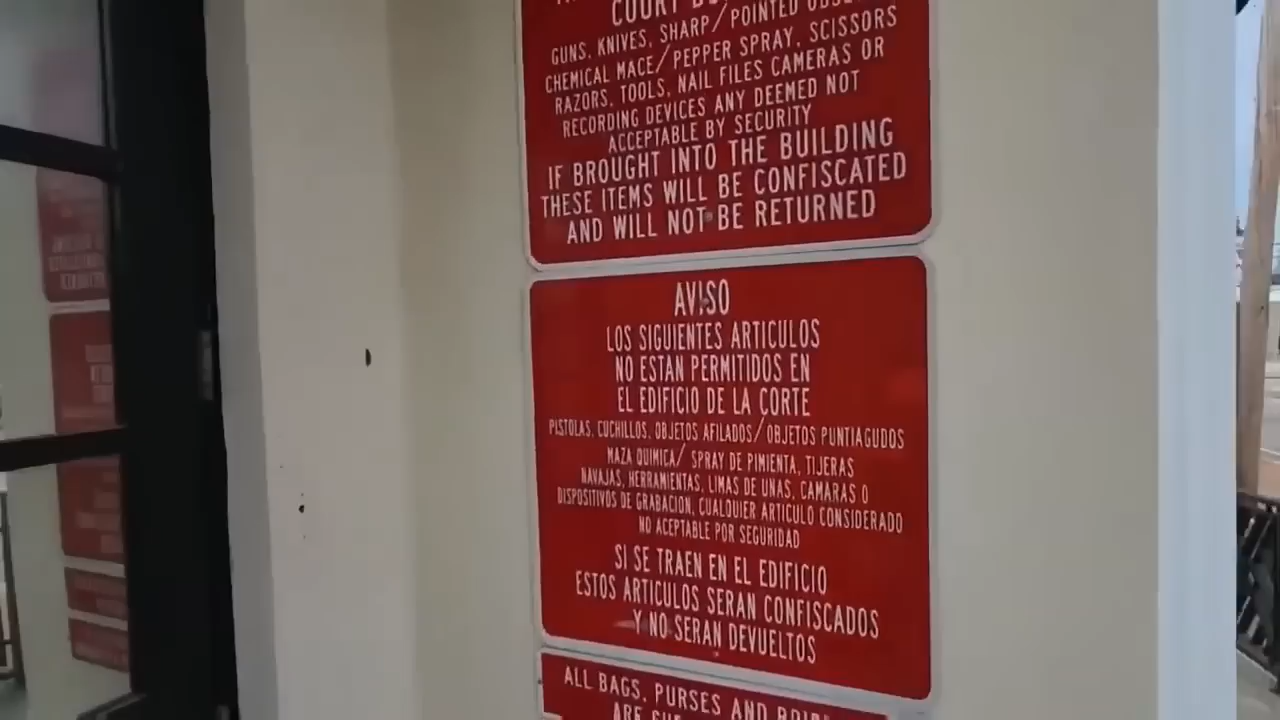 COURT
GUNS, KNIVES, SHARP/POINTED
CHEMICAL MACE/PEPPER SPRAY, SCISSORS
RAZORS, TOOLS, NAIL FILES CAMERAS OR
RECORDING DEVICES ANY DEEMED NOT
ACCEPTABLE BY SECURITY
IF BROUGHT INTO THE BUILDING
THESE ITEMS WILL BE CONFISCATED
AND WILL NOT BE RETURNED
AVISO
LOS SIGUIENTES ARTICULOS
NO ESTAN PERMITIDOS EN
EL EDIFICIO DE LA CORTE
PISTOLAS, CUCHILLOS, OBJETOS AFILADOS/OBJETOS PUNTIAGUDOS
MAZA QUIMICA/ SPRAY DE PIMIENTA, TIJERAS
NAVAJAS, HERRAMIENTAS, LIMAS DE UNAS, CAMARAS O
DISPOSITIVOS DE GRABACION, CUALQUIER ARTICULO CONSIDERADO
NO ACEPTABLE POR SEGURIDAD
SI SE TRAEN EN EL EDIFICIO
ESTOS ARTICULOS SERAN CONFISCADOS
Y NO SERAN DEVUELTOS
ALL BAGS, PURSES AND
ARE